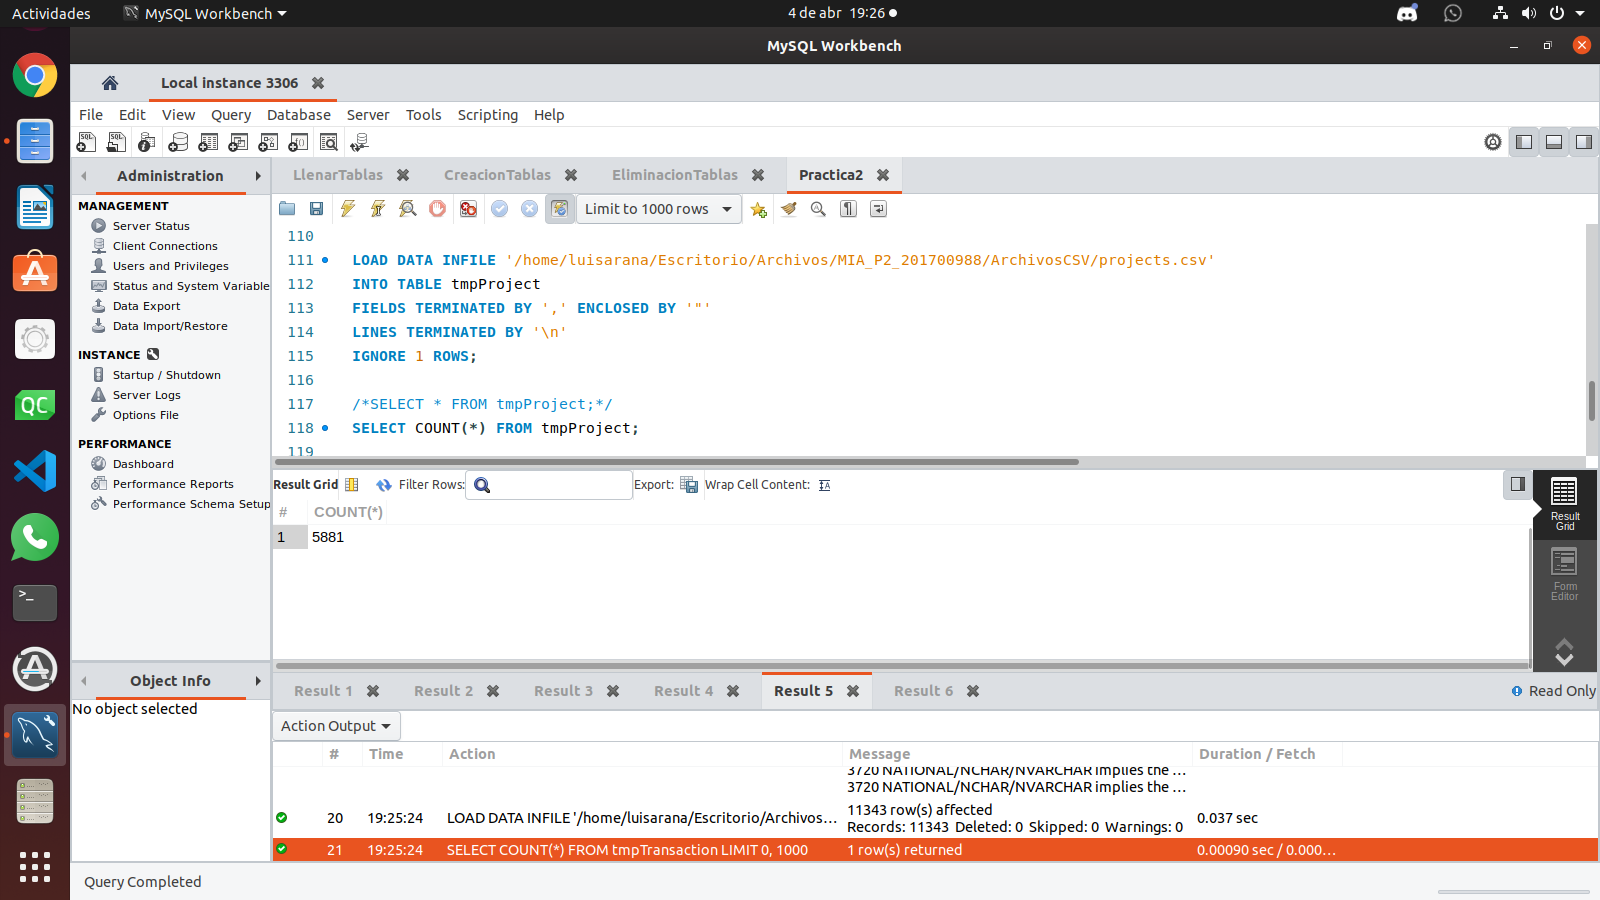 Actividades
MySQL Workbench
4 de abr 19:26
MySQL Workbench
Local instance 3306
File Edit View Query Database Server Tools Scripting Help
Administration
MANAGEMENT
Server Status
Client Connections
Users and Privileges
Status and System Variable
Data Export
Data Import/Restore
INSTANCE
Startup / Shutdown
Server Logs
Options File
PERFORMANCE
Dashboard
Performance Reports
Performance Schema Setup
Object Info
No object selected
LlenarTablas CreacionTablas EliminacionTablas Practica2
Limit to 1000 rows
110
111 LOAD DATA INFILE '/home/luisarana/Escritorio/Archivos/MIA_P2_201700988/ArchivosCSV/projects.csv'
112 INTO TABLE tmpProject
113 FIELDS TERMINATED BY ',' ENCLOSED BY '"'
114 LINES TERMINATED BY '\n'
115 IGNORE 1 ROWS;
116
117 /*SELECT * FROM tmpProject;*/
118 SELECT COUNT(*) FROM tmpProject;
119
Result Grid Filter Rows: Export: Wrap Cell Content:
# COUNT(*)
1 5881
Result
Grid
Form
Editor
Result 1 Result 2 Result 3 Result 4 Result 5 Result 6 Read Only
Action Output
# Time Action Message Duration / Fetch
3720 NATIONAL/NCHAR/NVARCHAR implies the ...
3720 NATIONAL/NCHAR/NVARCHAR implies the ...
20 19:25:24 LOAD DATA INFILE '/home/luisarana/Escritorio/Archivos... 11343 row(s) affected
Records: 11343 Deleted: 0 Skipped: 0 Warnings: 0 0.037 sec
21 19:25:24 SELECT COUNT(*) FROM tmpTransaction LIMIT 0, 1000 1 row(s) returned 0.00090 sec / 0.000...
Query Completed